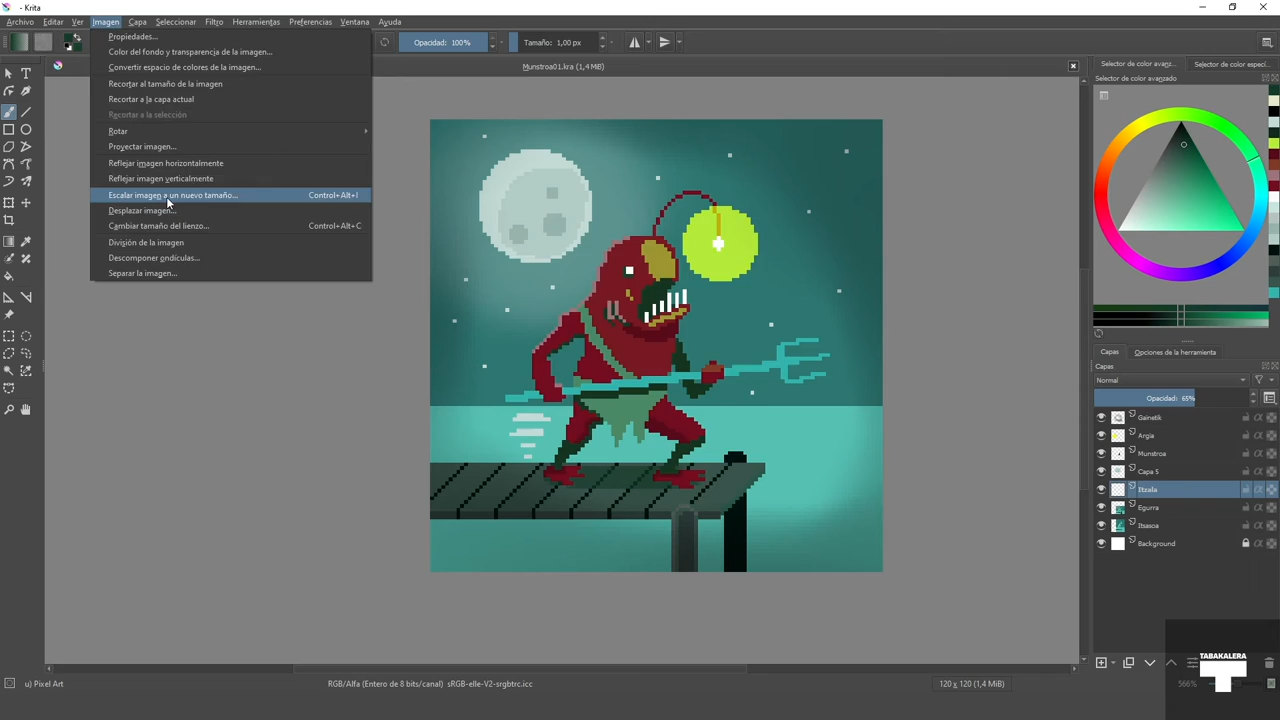 - Krita
Archivo Editar Ver Imagen Capa Seleccionar Filtro Herramientas Preferencias Ventana Ayuda
Opacidad: 100% Tamaño: 1,00 px
Munstroa01.kra (1,4 MiB)
Propiedades...
Color del fondo y transparencia de la imagen...
Convertir espacio de colores de la imagen...
Recortar al tamaño de la imagen
Recortar a la capa actual
Recortar a la selección
Rotar
Proyectar imagen...
Reflejar imagen horizontalmente
Reflejar imagen verticalmente
Escalar imagen a un nuevo tamaño... Control+Alt+I
Desplazar imagen...
Cambiar tamaño del lienzo... Control+Alt+C
División de la imagen
Descomponer ondículas...
Separar la imagen...
Selector de color avanz... Selector de color especí...
Selector de color avanzado
Capas Opciones de la herramienta
Capas
Normal
Opacidad: 65%
Gainetik
Argia
Munstroa
Capa 5
Etzala
Egurra
Itsasoa
Background
TABAKALERA
u) Pixel Art RGB/Alfa (Entero de 8 bits/canal) sRGB-elle-V2-srgbtrc.icc 120 x 120 (1,4 MiB) 566%